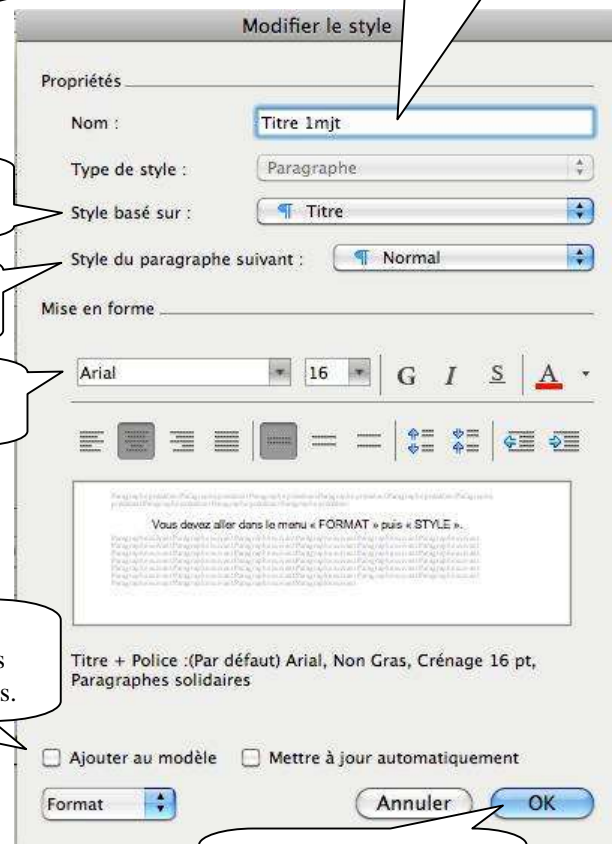 Modifier le style
Propriétés
Nom : Titre 1mjt
Type de style : Paragraphe
Style basé sur : ¶ Titre
Style du paragraphe suivant : ¶ Normal
Mise en forme
Arial 16 G I S A
Vous devez aller dans le menu « FORMAT » puis « STYLE ».
s
s.
Titre + Police :(Par défaut) Arial, Non Gras, Crénage 16 pt,
Paragraphes solidaires
Ajouter au modèle Mettre à jour automatiquement
Format Annuler OK